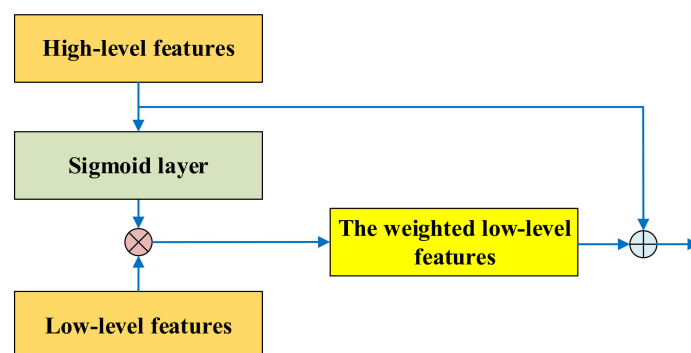 High-level features
Sigmoid layer
The weighted low-level
features
Low-level features